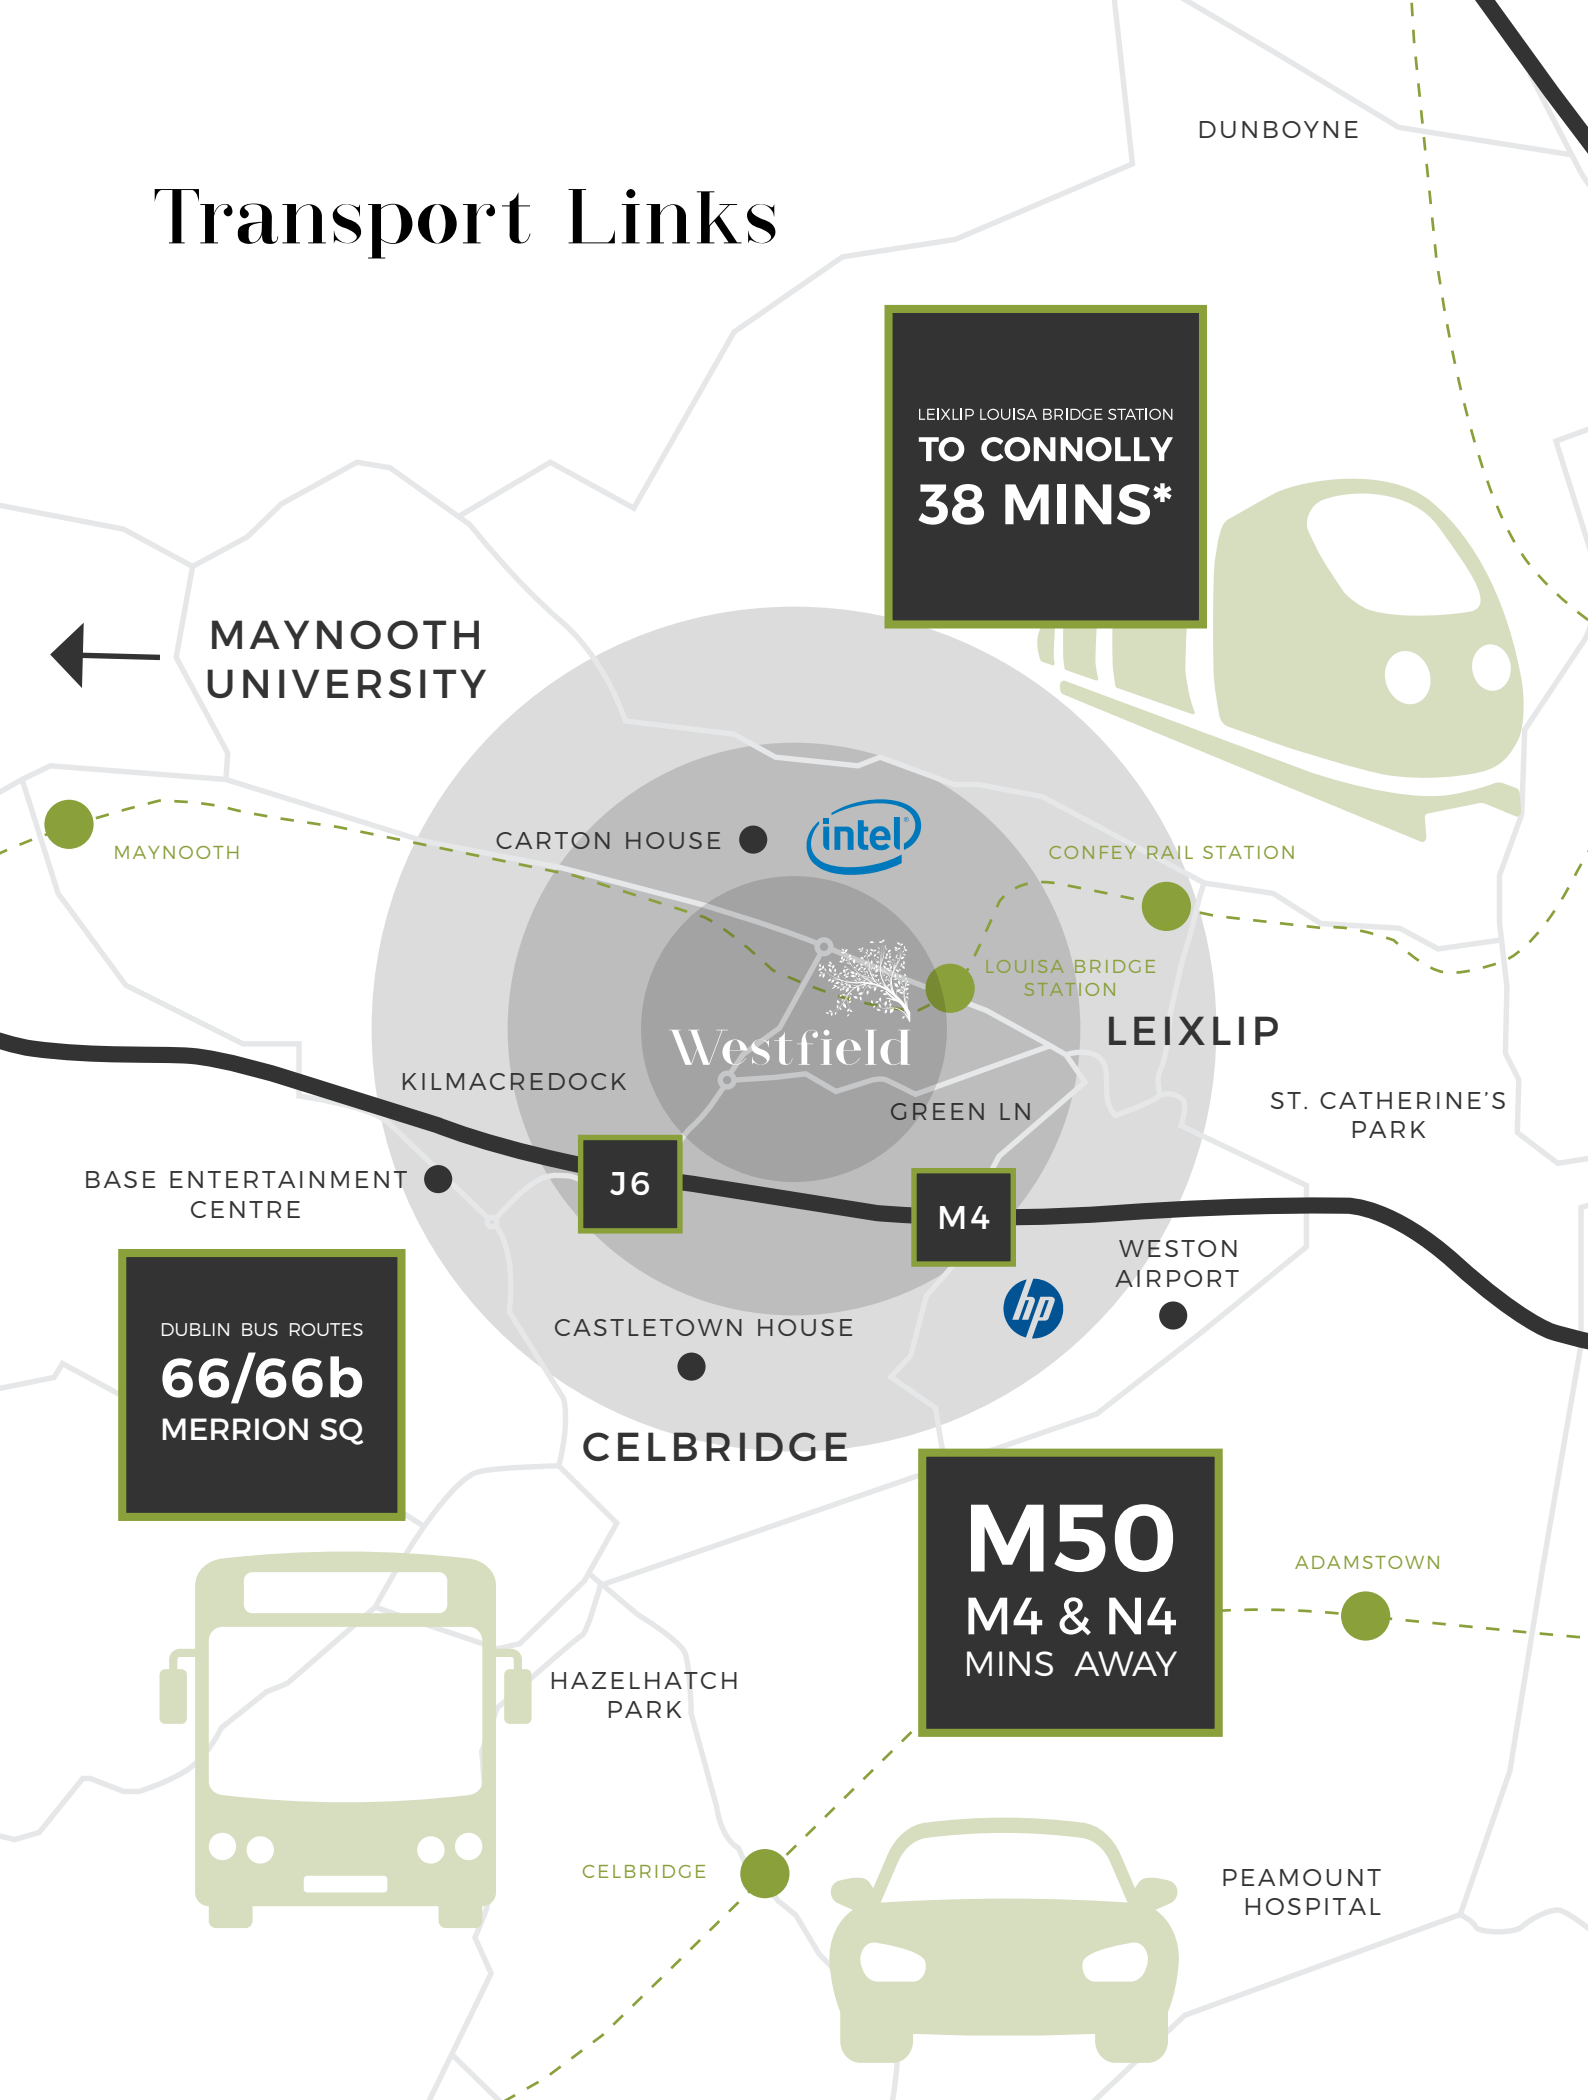 Transport Links
DUNBOYNE
LEIXLIP LOUISA BRIDGE STATION
TO CONNOLLY
38 MINS*
MAYNOOTH
UNIVERSITY
intel
CARTON HOUSE
MAYNOOTH
CONFEY RAIL STATION
LOUISA BRIDGE
STATION
LEIXLIP
Westfield
KILMACREDOCK
GREEN LN
ST. CATHERINE'S
PARK
BASE ENTERTAINMENT
CENTRE
J6
M4
WESTON
AIRPORT
hp
DUBLIN BUS ROUTES
66/66b
MERRION SQ
CASTLETOWN HOUSE
CELBRIDGE
M50
M4 & N4
MINS AWAY
ADAMSTOWN
HAZELHATCH
PARK
CELBRIDGE
PEAMOUNT
HOSPITAL